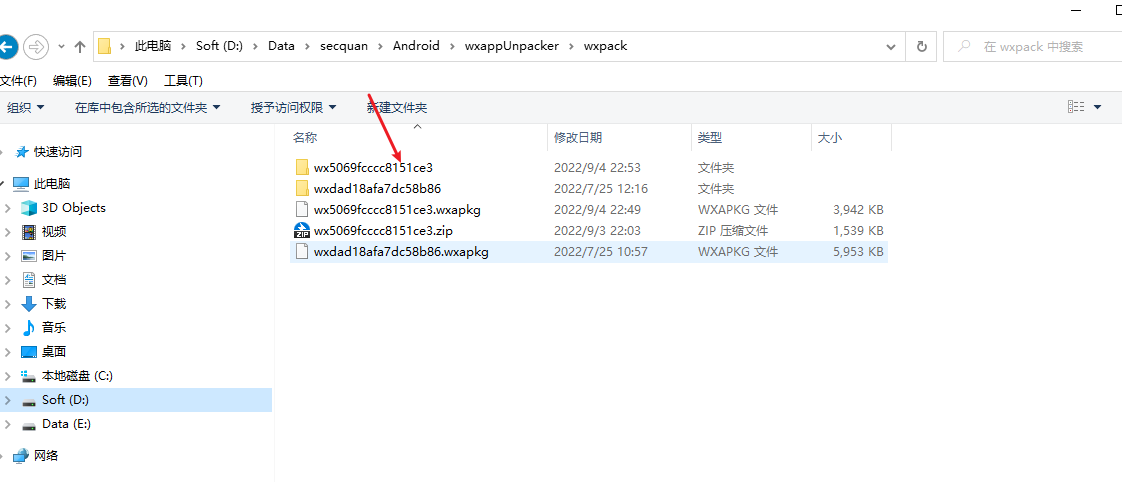 此电脑 Soft (D:) Data secquan Android wxappUnpacker wxpack 在 wxpack 中搜索
文件(F) 编辑(E) 查看(V) 工具(T)
组织 在库中包含所选的文件夹 授予访问权限 新建文件夹
名称 修改日期 类型 大小
快速访问
此电脑
3D Objects
视频
图片
文档
下载
音乐
桌面
本地磁盘 (C:)
Soft (D:)
Data (E:)
网络
wx5069fcccc8151ce3 2022/9/4 22:53 文件夹
wxdad18afa7dc58b86 2022/7/25 12:16 文件夹
wx5069fcccc8151ce3.wxapkg 2022/9/4 22:49 WXAPKG 文件 3,942 KB
ZIP wx5069fcccc8151ce3.zip 2022/9/3 22:03 ZIP 压缩文件 1,539 KB
wxdad18afa7dc58b86.wxapkg 2022/7/25 10:57 WXAPKG 文件 5,953 KB